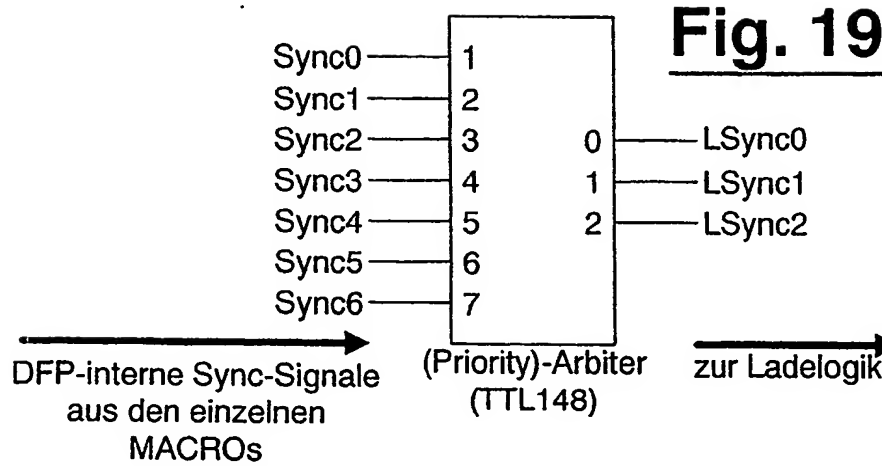 Fig. 19
Sync0 1
Sync1 2
Sync2 3 0 LSync0
Sync3 4 1 LSync1
Sync4 5 2 LSync2
Sync5 6
Sync6 7
DFP-interne Sync-Signale
aus den einzelnen
MACROs
(Priority)-Arbiter
(TTL148)
zur Ladelogik